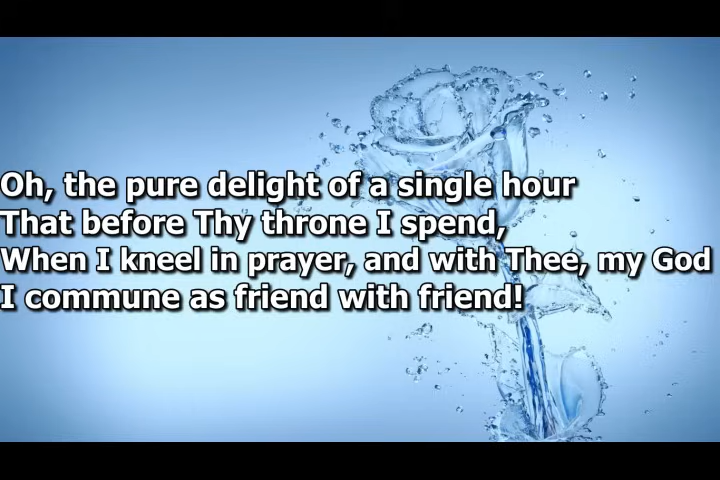 Oh, the pure delight of a single hour
That before Thy throne I spend,
When I kneel in prayer, and with Thee, my God
I commune as friend with friend!